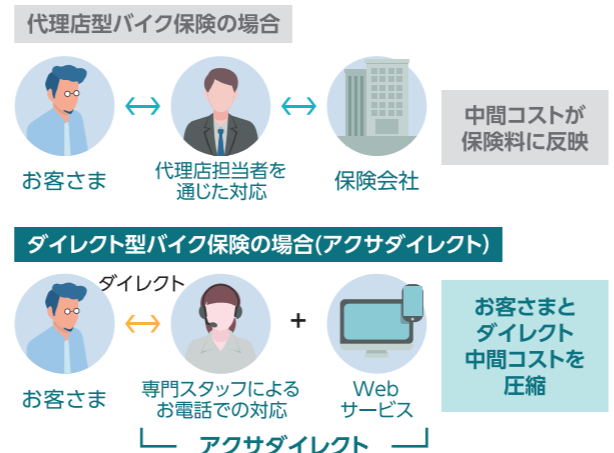 代理店型バイク保険の場合
お客さま
代理店担当者を
通じた対応
保険会社
中間コストが
保険料に反映
ダイレクト型バイク保険の場合(アクサダイレクト)
ダイレクト
お客さま
専門スタッフによる
お電話での対応
+
Web
サービス
アクサダイレクト
お客さまと
ダイレクト
中間コストを
圧縮